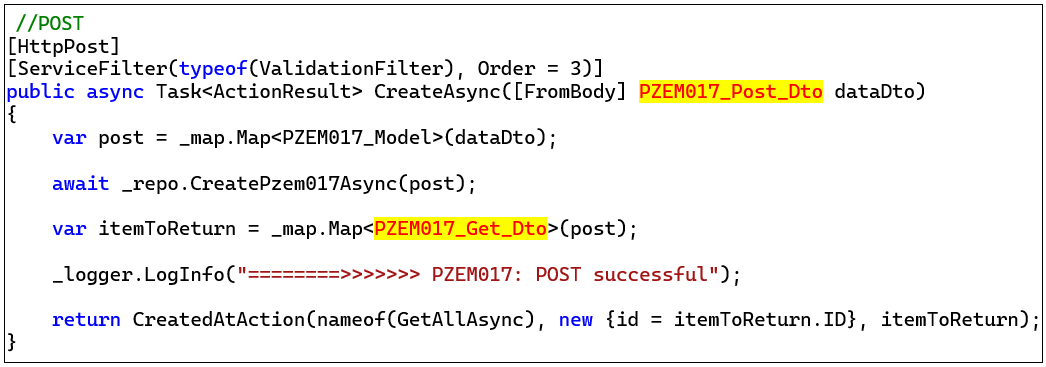 //POST
[HttpPost]
[ServiceFilter(typeof(ValidationFilter), Order = 3)]
public async Task<ActionResult> CreateAsync([FromBody] PZEM017_Post_Dto dataDto)
{
    var post = _map.Map<PZEM017_Model>(dataDto);
    await _repo.CreatePzem017Async(post);
    var itemToReturn = _map.Map<PZEM017_Get_Dto>(post);
    _logger.LogInfo("========>>>>>>> PZEM017: POST successful");
    return CreatedAtAction(nameof(GetAllAsync), new {id = itemToReturn.ID}, itemToReturn);
}